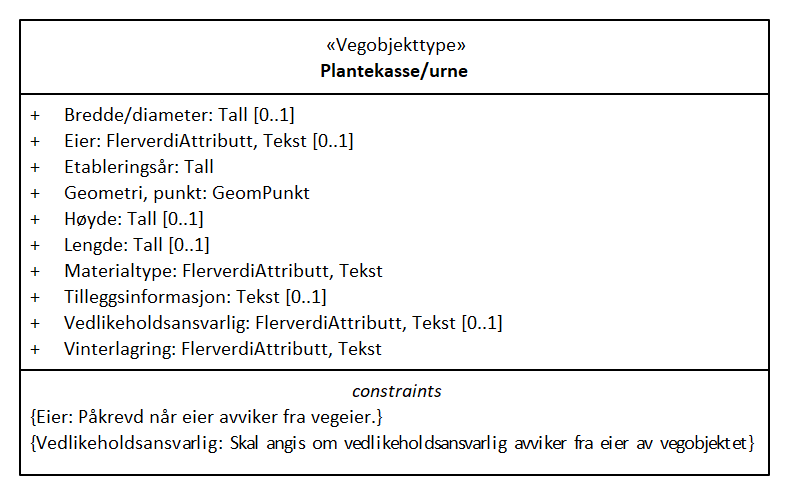 «Vegobjekttype»
Plantekasse/urne
+ Bredde/diameter: Tall [0..1]
+ Eier: FlerverdiAttributt, Tekst [0..1]
+ Etableringsår: Tall
+ Geometri, punkt: GeomPunkt
+ Høyde: Tall [0..1]
+ Lengde: Tall [0..1]
+ Materialtype: FlerverdiAttributt, Tekst
+ Tilleggsinformasjon: Tekst [0..1]
+ Vedlikeholdsansvarlig: FlerverdiAttributt, Tekst [0..1]
+ Vinterlagring: FlerverdiAttributt, Tekst
constraints
{Eier: Påkrevd når eier avviker fra vegeier.}
{Vedlikeholdsansvarlig: Skal angis om vedlikeholdsansvarlig avviker fra eier av vegobjektet}